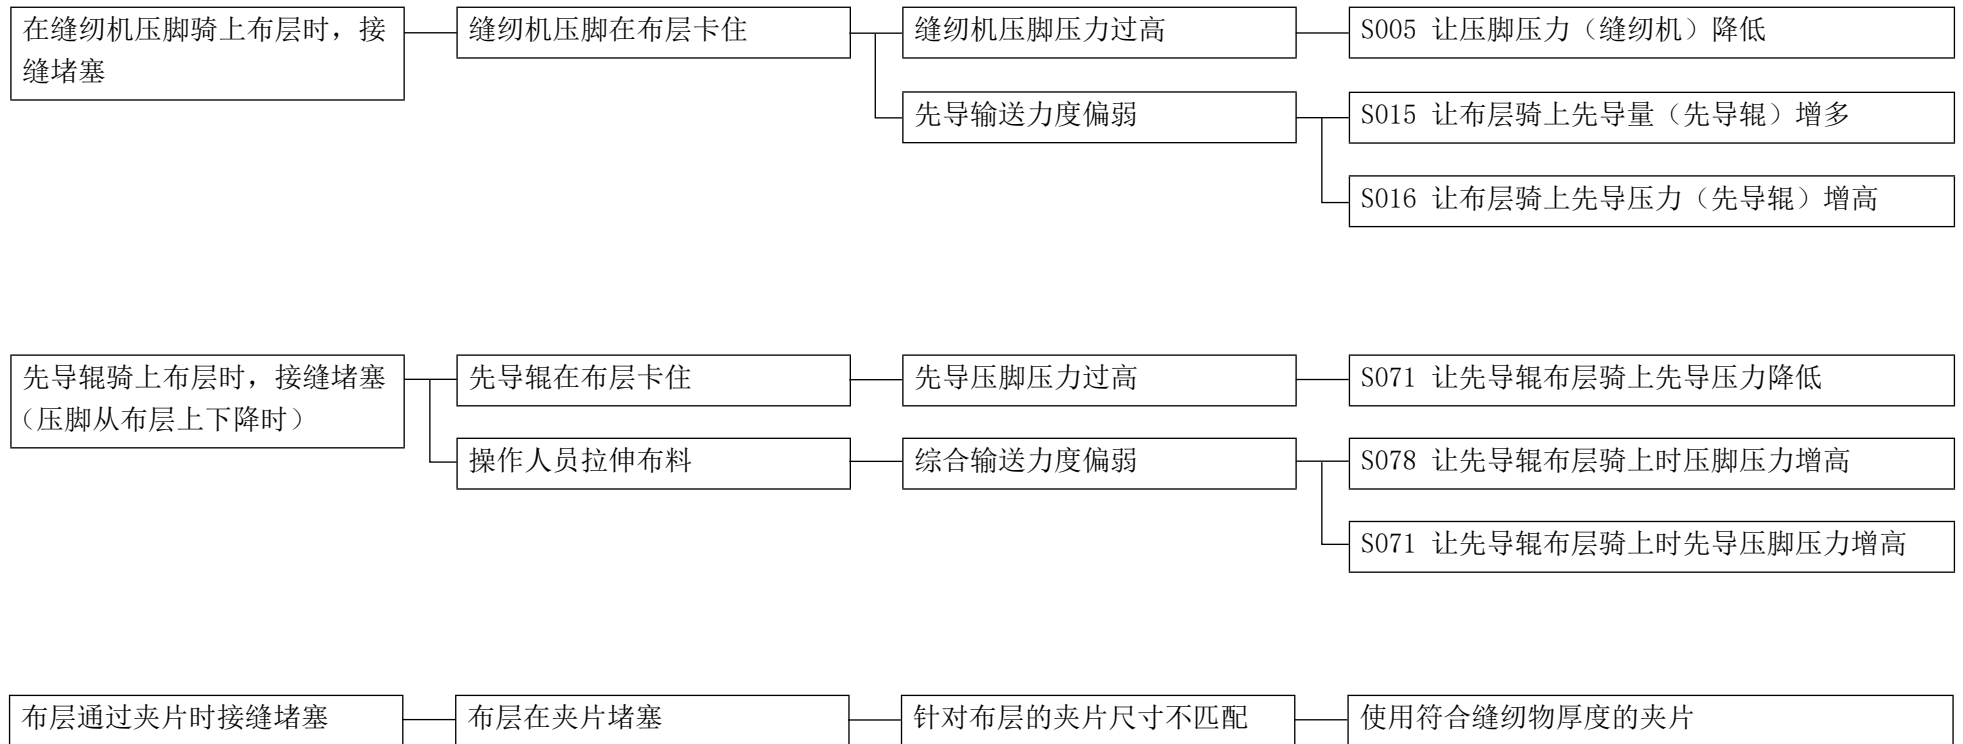 在缝纫机压脚骑上布层时，接
缝堵塞
缝纫机压脚在布层卡住
缝纫机压脚压力过高
S005 让压脚压力（缝纫机）降低
先导输送力度偏弱
S015 让布层骑上先导量（先导辊）增多
S016 让布层骑上先导压力（先导辊）增高
先导辊骑上布层时，接缝堵塞
（压脚从布层上下降时）
先导辊在布层卡住
先导压脚压力过高
S071 让先导辊布层骑上先导压力降低
操作人员拉伸布料
综合输送力度偏弱
S078 让先导辊布层骑上时压脚压力增高
S071 让先导辊布层骑上时先导压脚压力增高
布层通过夹片时接缝堵塞
布层在夹片堵塞
针对布层的夹片尺寸不匹配
使用符合缝纫物厚度的夹片